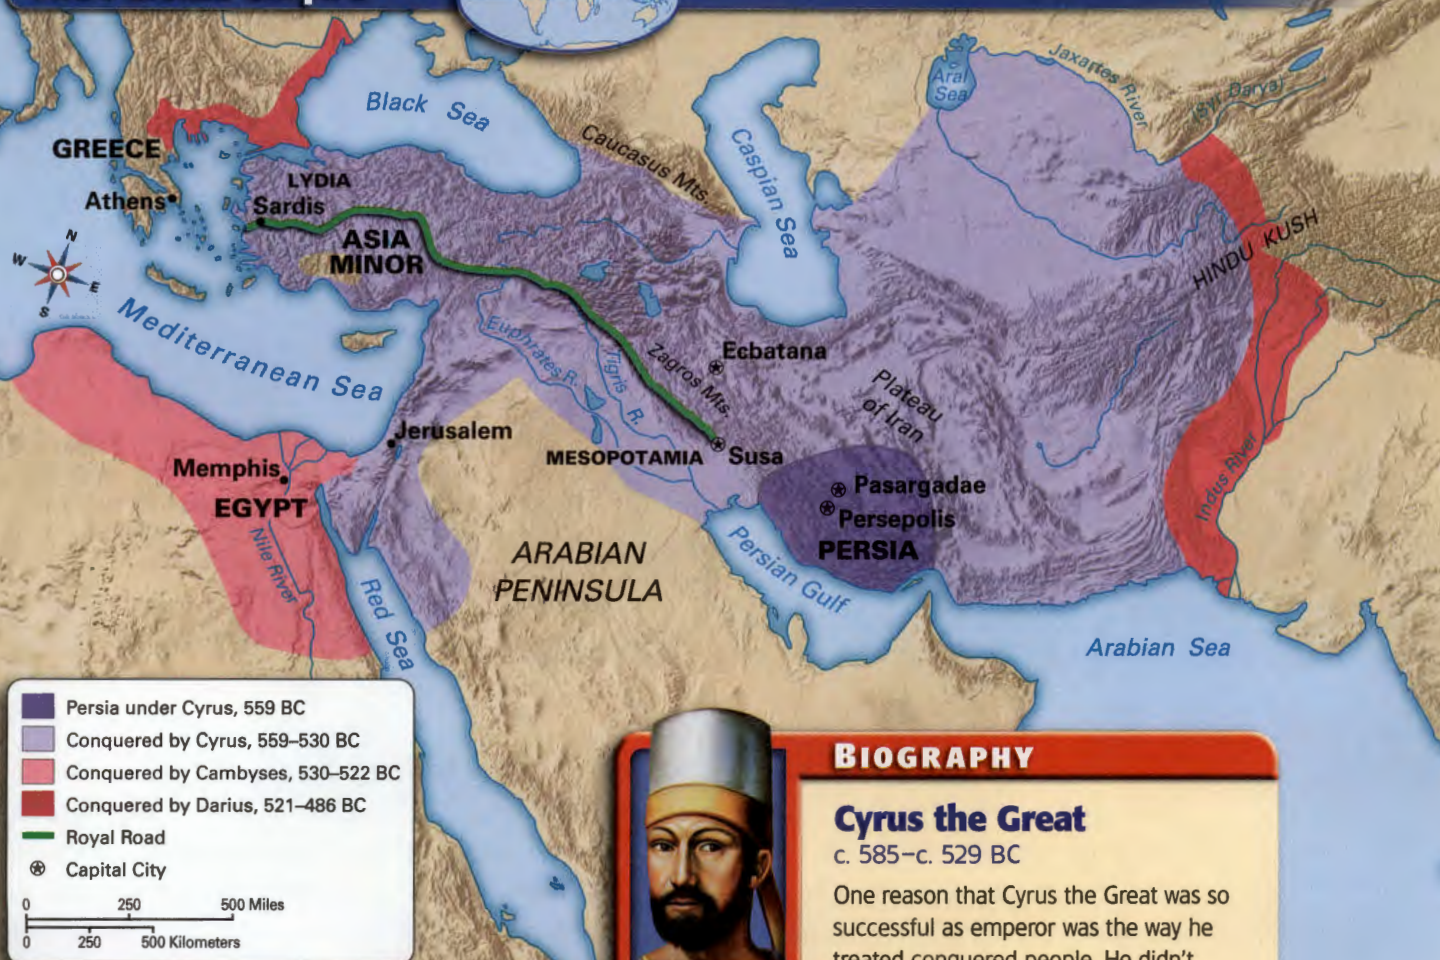 Black Sea
Aral
Sea
Jaxartes River
(Syr Darya)
Caucasus Mts.
Caspian Sea
GREECE
Athens
LYDIA
Sardis
ASIA
MINOR
HINDU KUSH
N
W
E
S
Mediterranean Sea
Euphrates R.
Tigris R.
Zagros Mts.
Ecbatana
Plateau
of Iran
Jerusalem
MESOPOTAMIA
Susa
Memphis
EGYPT
Nile River
Pasargadae
Persepolis
PERSIA
Indus River
ARABIAN
PENINSULA
Persian Gulf
Red Sea
Arabian Sea
Persia under Cyrus, 559 BC
Conquered by Cyrus, 559–530 BC
Conquered by Cambyses, 530–522 BC
Conquered by Darius, 521–486 BC
Royal Road
Capital City
0 250 500 Miles
0 250 500 Kilometers
BIOGRAPHY
Cyrus the Great
c. 585–c. 529 BC
One reason that Cyrus the Great was so
successful as emperor was the way he
treated conquered people. He didn't